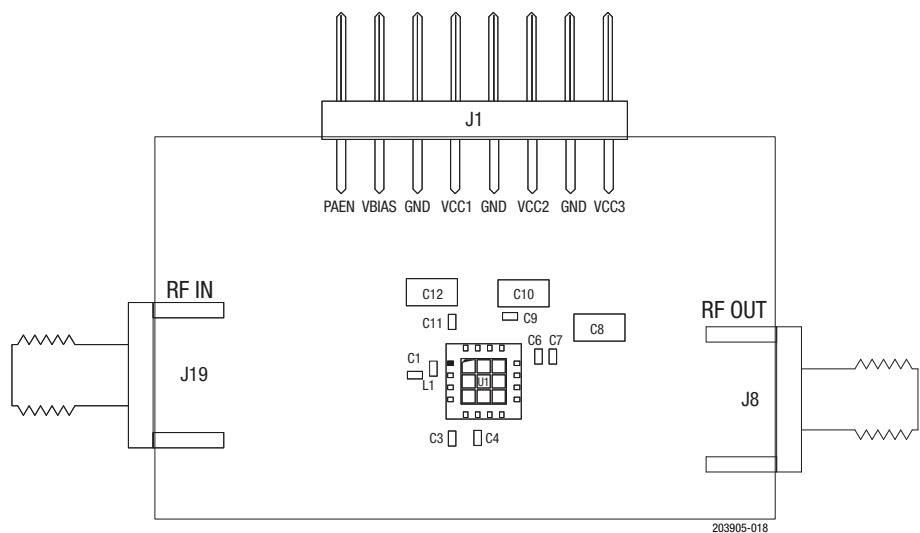 J1
PAEN VBIAS GND VCC1 GND VCC2 GND VCC3
RF IN
C12
C10
C11
C9
C8
RF OUT
C6 C7
C1
L1
U1
J19
J8
C3
C4
203905-018